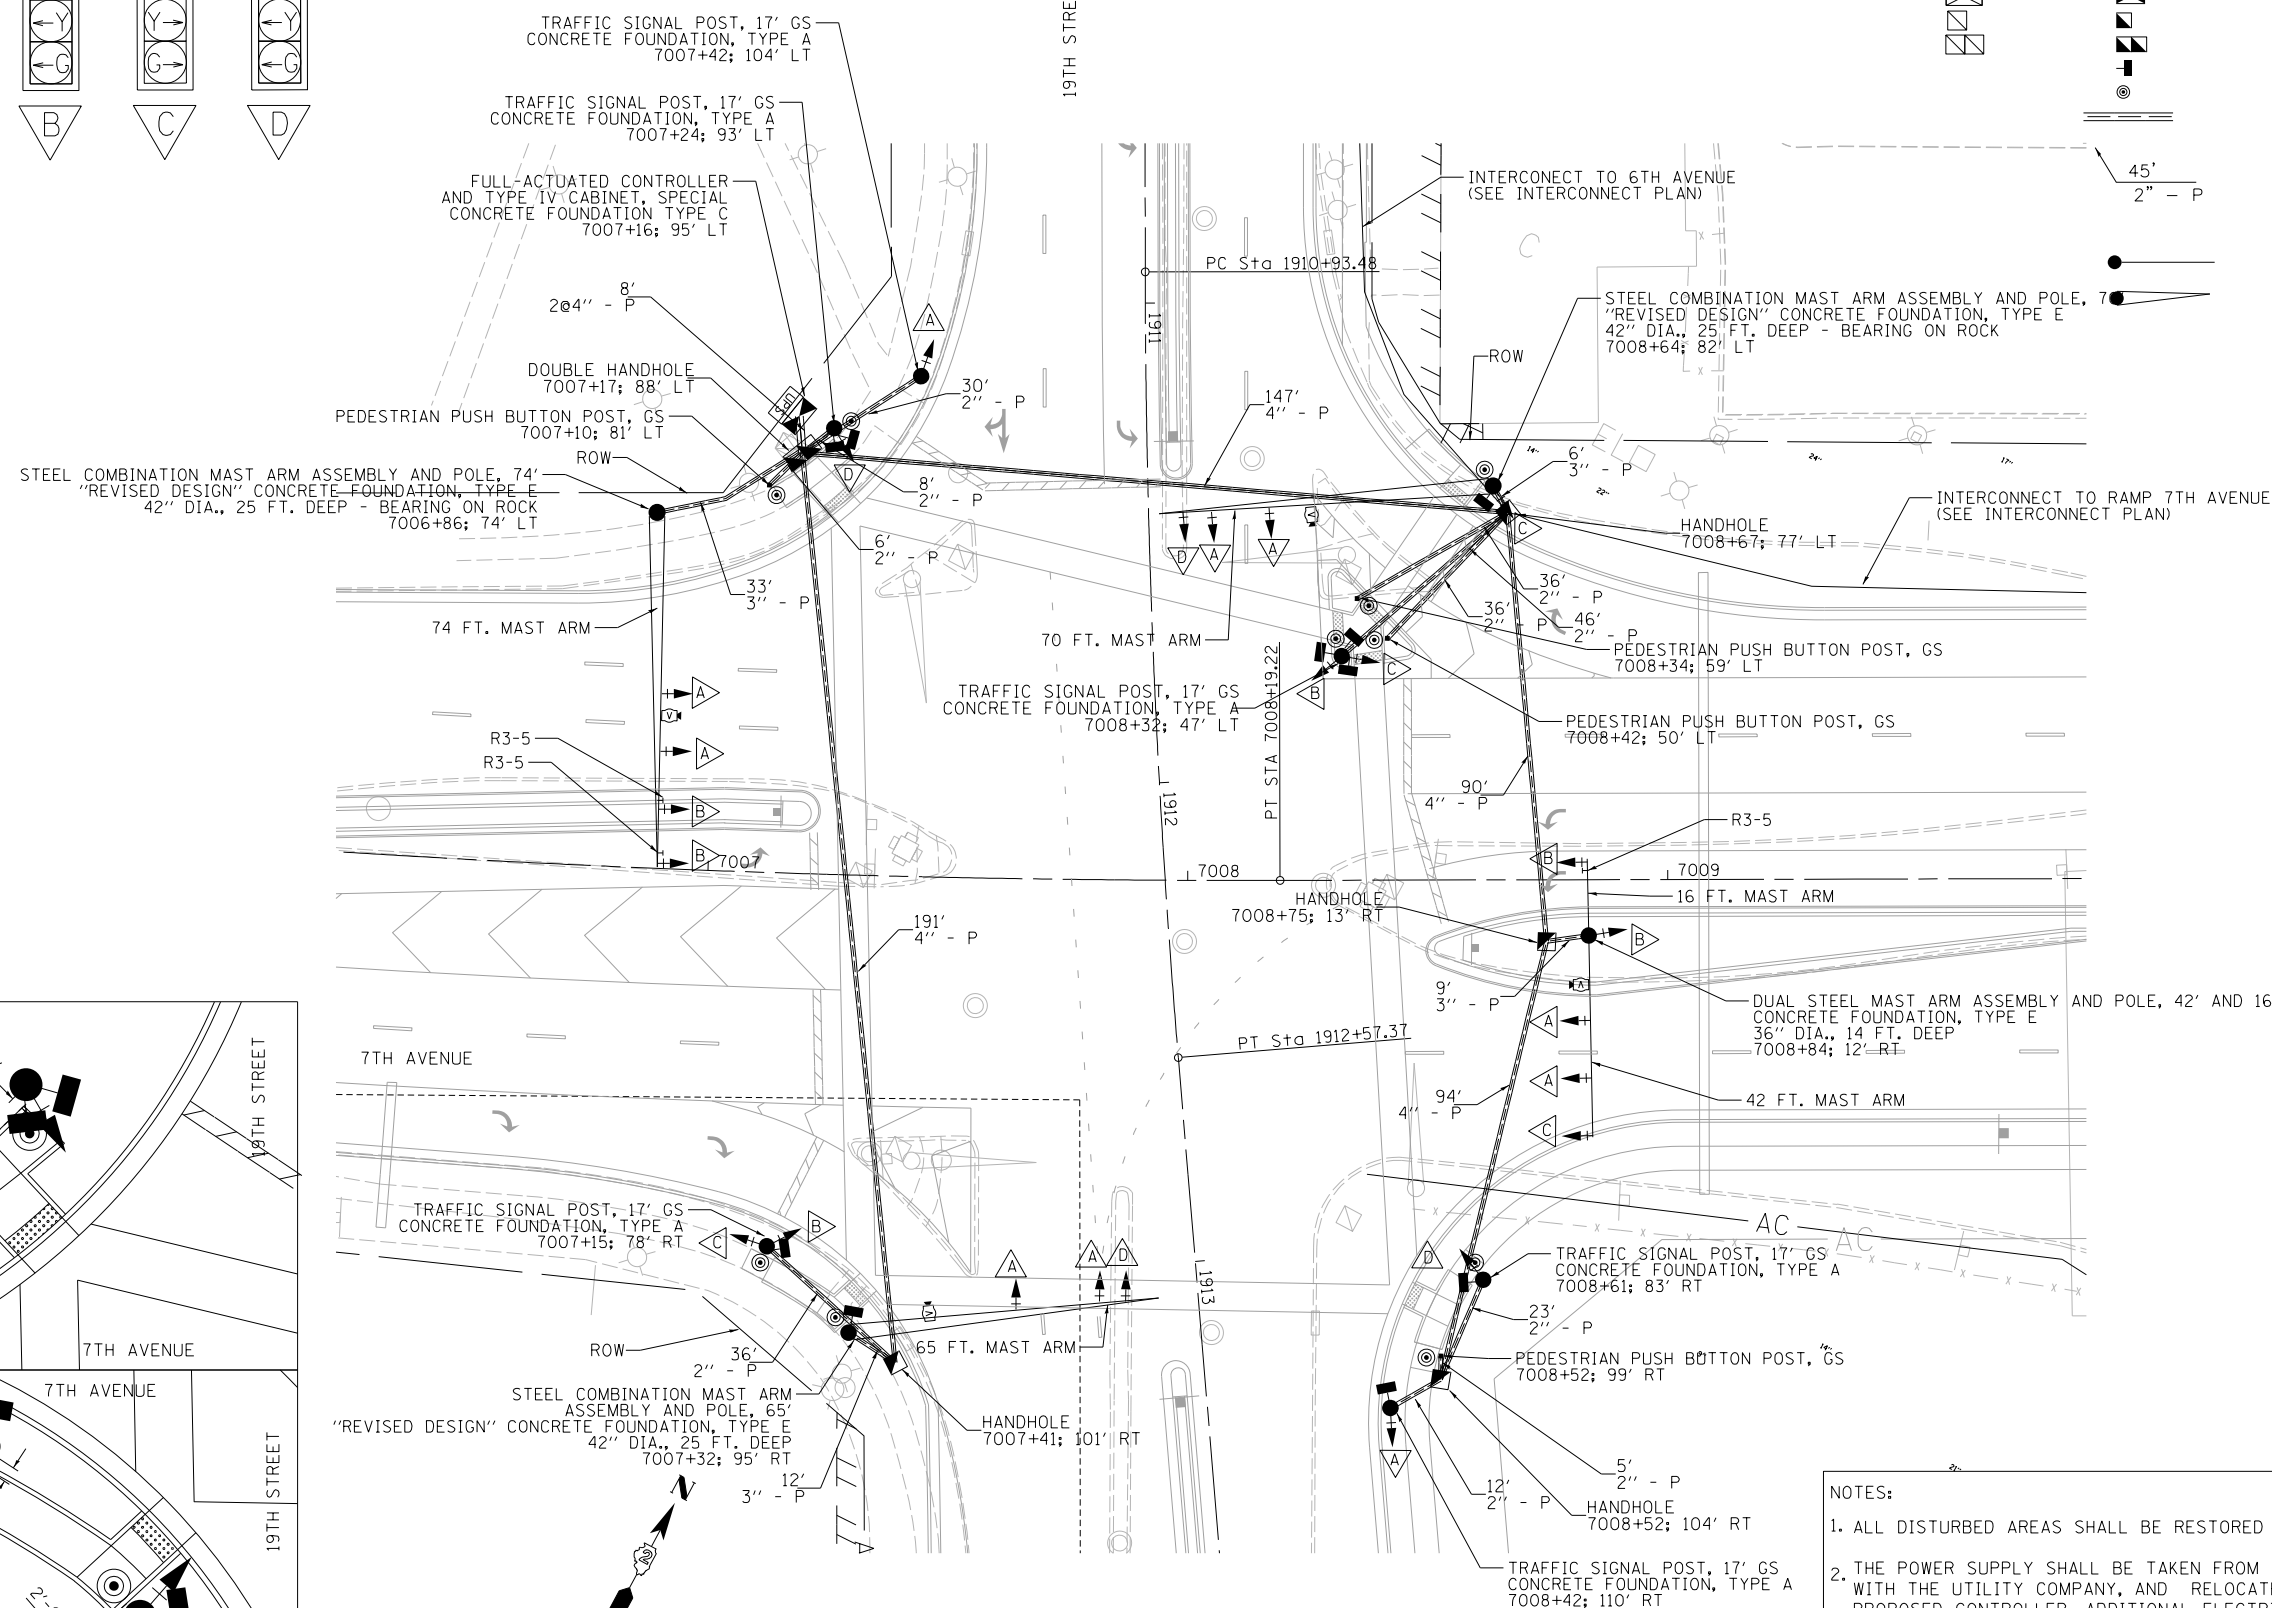 ←Y
←G
B
Y→
G→
C
←Y
←G
D
TRAFFIC SIGNAL POST, 17' GS
CONCRETE FOUNDATION, TYPE A
7007+42; 104' LT
TRAFFIC SIGNAL POST, 17' GS
CONCRETE FOUNDATION, TYPE A
7007+24; 93' LT
FULL-ACTUATED CONTROLLER
AND TYPE IV CABINET, SPECIAL
CONCRETE FOUNDATION TYPE C
7007+16; 95' LT
8'
2@4'' - P
DOUBLE HANDHOLE
7007+17; 88' LT
PEDESTRIAN PUSH BUTTON POST, GS
7007+10; 81' LT
ROW
STEEL COMBINATION MAST ARM ASSEMBLY AND POLE, 74'
"REVISED DESIGN" CONCRETE FOUNDATION, TYPE E
42'' DIA., 25 FT. DEEP - BEARING ON ROCK
7006+86; 74' LT
UPS
A
30'
2'' - P
D
8'
2'' - P
6'
2'' - P
33'
3'' - P
74 FT. MAST ARM
A
V
A
R3-5
R3-5
B
B
7007
19TH STRE
PC Sta 1910+93.48
1911
147'
4'' - P
D
A
A
V
70 FT. MAST ARM
TRAFFIC SIGNAL POST, 17' GS
CONCRETE FOUNDATION, TYPE A
7008+32; 47' LT
B
C
PT STA 7008+19.22
1912
7008
INTERCONECT TO 6TH AVENUE
(SEE INTERCONNECT PLAN)
C
STEEL COMBINATION MAST ARM ASSEMBLY AND POLE, 70'
"REVISED DESIGN" CONCRETE FOUNDATION, TYPE E
42'' DIA., 25 FT. DEEP - BEARING ON ROCK
7008+64; 82' LT
ROW
14''
24''
17''
22''
6'
3'' - P
C
INTERCONNECT TO RAMP 7TH AVENUE
(SEE INTERCONNECT PLAN)
HANDHOLE
7008+67; 77' LT
36'
2'' - P
36'
2'' - P
46'
2'' - P
PEDESTRIAN PUSH BUTTON POST, GS
7008+34; 59' LT
PEDESTRIAN PUSH BUTTON POST, GS
7008+42; 50' LT
90'
4'' - P
R3-5
B
7009
16 FT. MAST ARM
HANDHOLE
7008+75; 13' RT
B
9'
3'' - P
V
DUAL STEEL MAST ARM ASSEMBLY AND POLE, 42' AND 16
CONCRETE FOUNDATION, TYPE E
36'' DIA., 14 FT. DEEP
7008+84; 12' RT
A
A
C
42 FT. MAST ARM
94'
4'' - P
191'
4'' - P
PT Sta 1912+57.37
7TH AVENUE
TRAFFIC SIGNAL POST, 17' GS
CONCRETE FOUNDATION, TYPE A
7007+15; 78' RT
C
B
ROW
36'
2'' - P
STEEL COMBINATION MAST ARM
ASSEMBLY AND POLE, 65'
"REVISED DESIGN" CONCRETE FOUNDATION, TYPE E
42'' DIA., 25 FT. DEEP
7007+32; 95' RT
12'
3'' - P
HANDHOLE
7007+41; 101' RT
V
A
A
D
65 FT. MAST ARM
1913
AC
AC
D
TRAFFIC SIGNAL POST, 17' GS
CONCRETE FOUNDATION, TYPE A
7008+61; 83' RT
23'
2'' - P
PEDESTRIAN PUSH BUTTON POST, GS
7008+52; 99' RT
14''
A
5'
2'' - P
12'
2'' - P
HANDHOLE
7008+52; 104' RT
TRAFFIC SIGNAL POST, 17' GS
CONCRETE FOUNDATION, TYPE A
7008+42; 110' RT
21''
45'
2" - P
N
2
19TH STREET
7TH AVENUE
7TH AVENUE
19TH STREET
NOTES:
1. ALL DISTURBED AREAS SHALL BE RESTORED
2. THE POWER SUPPLY SHALL BE TAKEN FROM
WITH THE UTILITY COMPANY, AND RELOCAT
PROPOSED CONTROLLER. ADDITIONAL ELECTRI